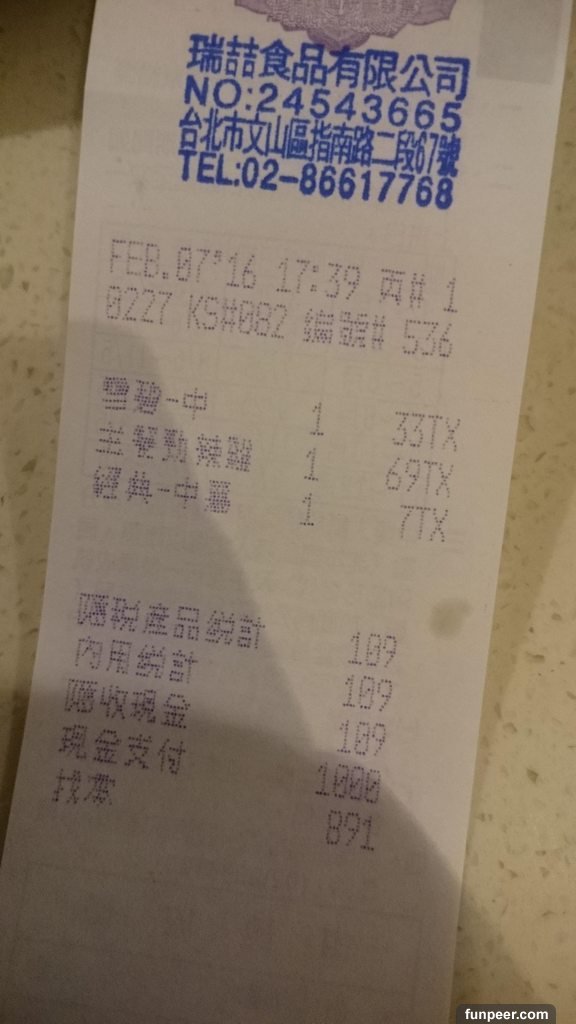 瑞喆食品有限公司
NO:24543665
台北市文山區指南路二段67號
TEL:02-86617768
FEB.07'16 17:39 頁# 1
0227 KS#082 編號# 536
雪碧-中 1 33TX
主餐勁辣雞 1 69TX
經典-中薯 1 7TX
應稅產品總計 109
內用總計 109
應收現金 109
現金支付 1000
找零 891
funpeer.com